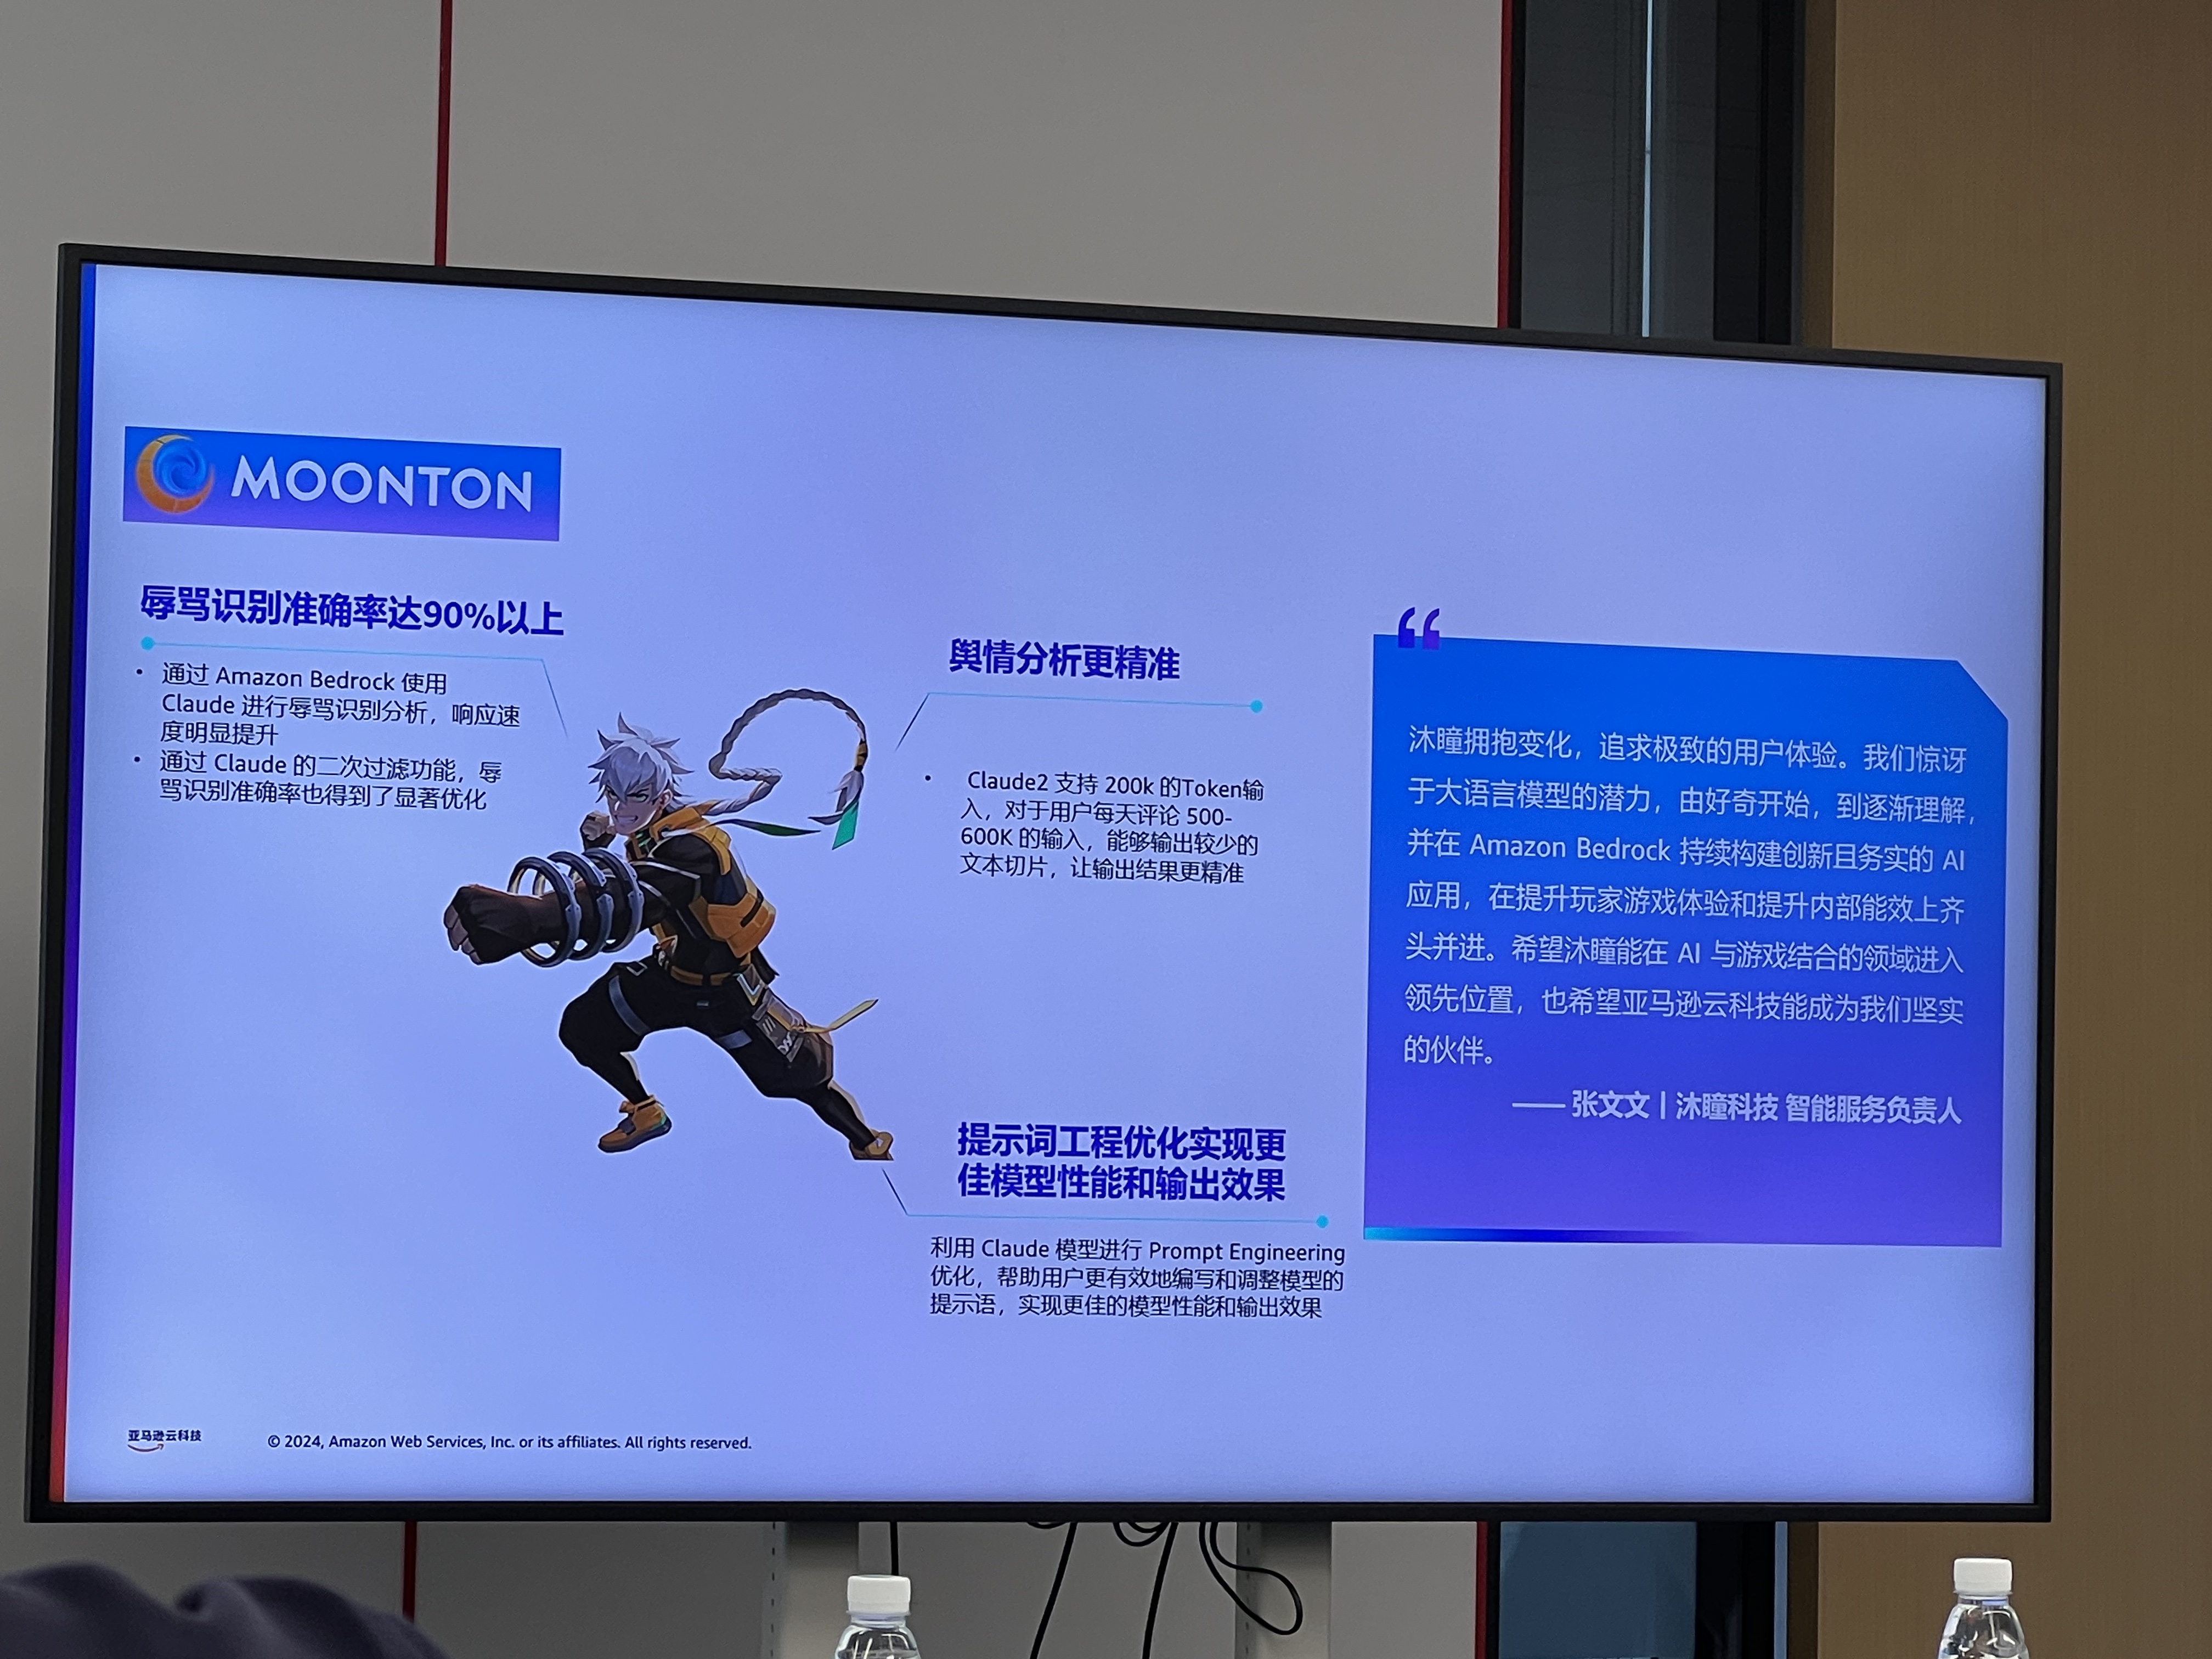 MOONTON
辱骂识别准确率达90%以上
• 通过 Amazon Bedrock 使用
Claude 进行辱骂识别分析，响应速
度明显提升
• 通过 Claude 的二次过滤功能，辱
骂识别准确率也得到了显著优化
舆情分析更精准
• Claude2 支持 200k 的Token输
入，对于用户每天评论 500-
600K 的输入，能够输出较少的
文本切片，让输出结果更精准
提示词工程优化实现更
佳模型性能和输出效果
利用 Claude 模型进行 Prompt Engineering
优化，帮助用户更有效地编写和调整模型的
提示语，实现更佳的模型性能和输出效果
“
沐瞳拥抱变化，追求极致的用户体验。我们惊讶
于大语言模型的潜力，由好奇开始，到逐渐理解，
并在 Amazon Bedrock 持续构建创新且务实的 AI
应用，在提升玩家游戏体验和提升内部能效上齐
头并进。希望沐瞳能在 AI 与游戏结合的领域进入
领先位置，也希望亚马逊云科技能成为我们坚实
的伙伴。
—— 张文文 | 沐瞳科技 智能服务负责人
亚马逊云科技
© 2024, Amazon Web Services, Inc. or its affiliates. All rights reserved.